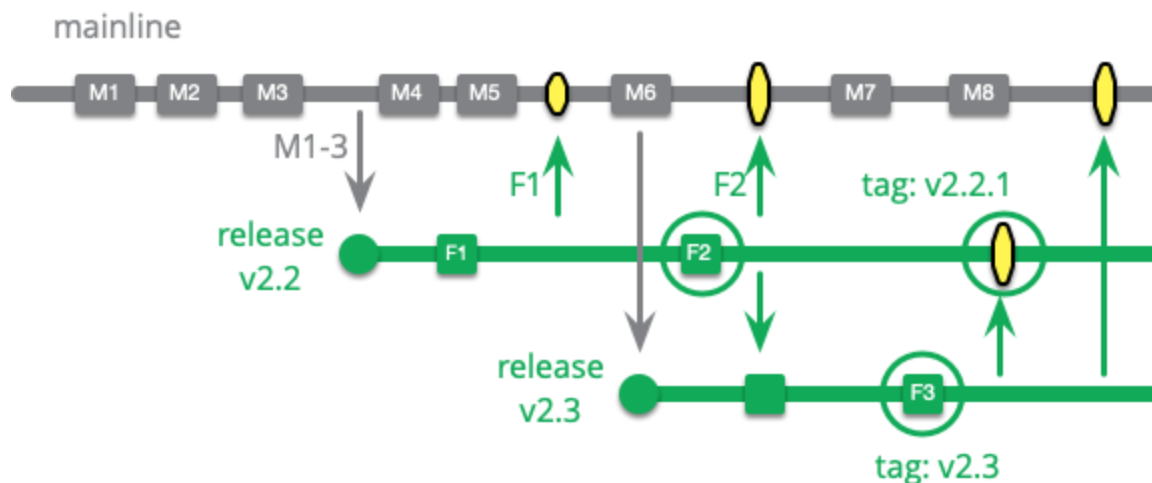 mainline
M1 M2 M3 M4 M5 M6 M7 M8
M1-3
F1 F2 tag: v2.2.1
release
v2.2
F1 F2
release
v2.3
F3
tag: v2.3